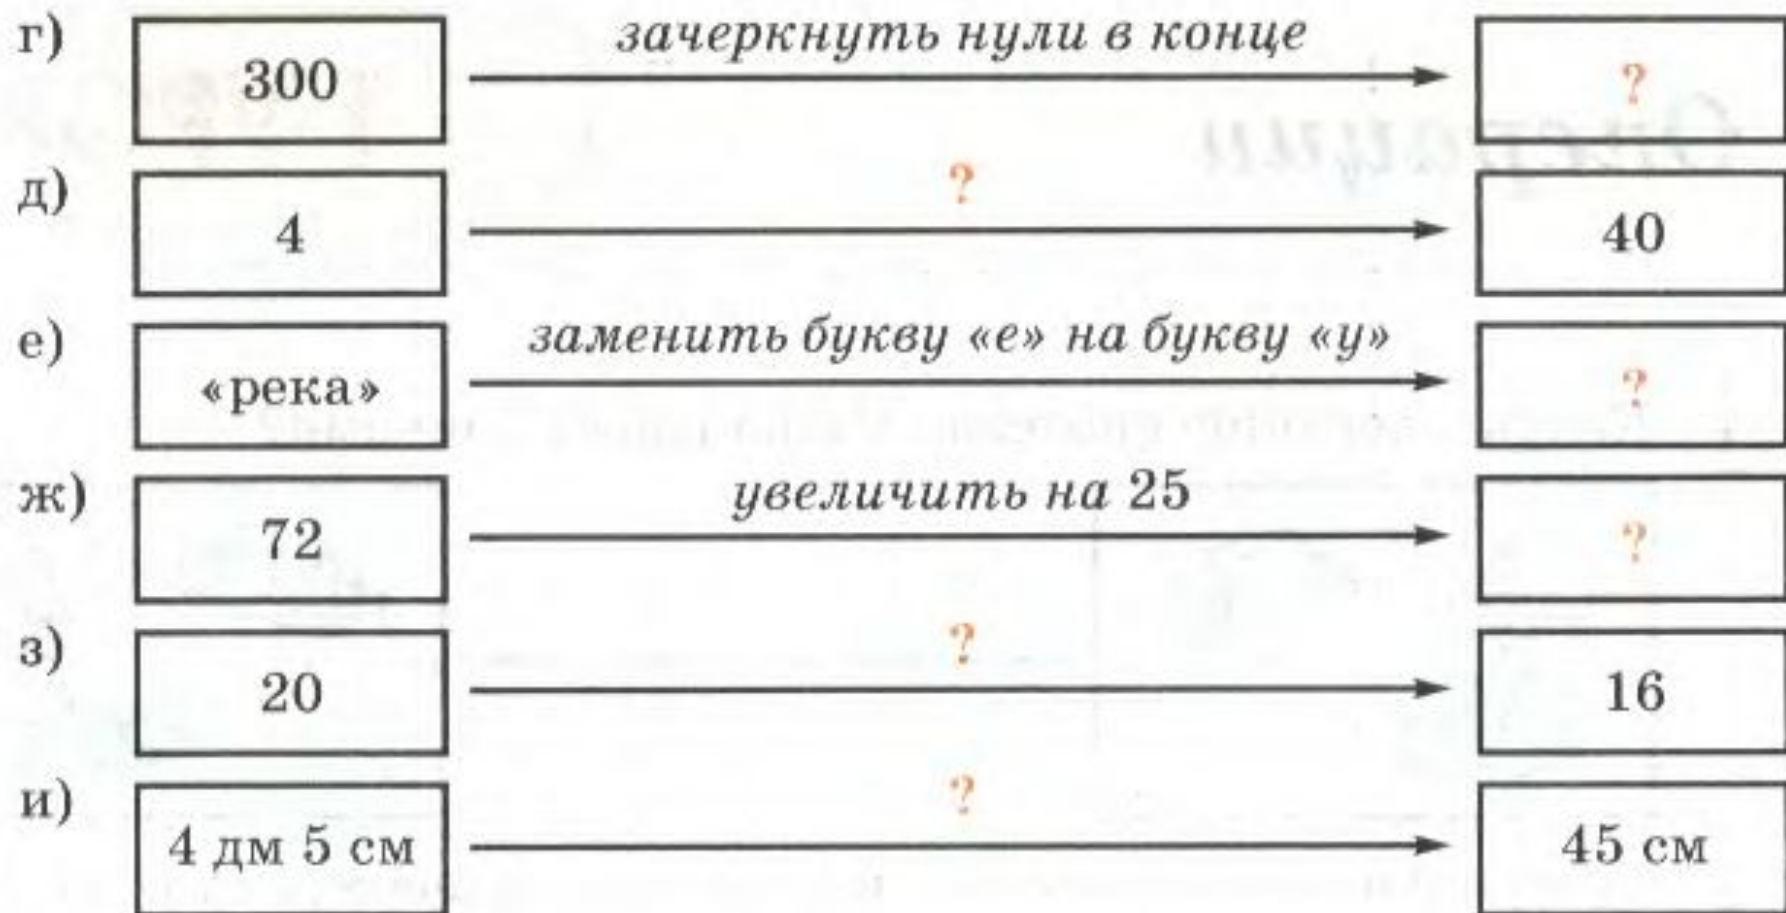 г) 300 зачеркнуть нули в конце ?
д) 4 ? 40
е) «река» заменить букву «е» на букву «у» ?
ж) 72 увеличить на 25 ?
з) 20 ? 16
и) 4 дм 5 см ? 45 см